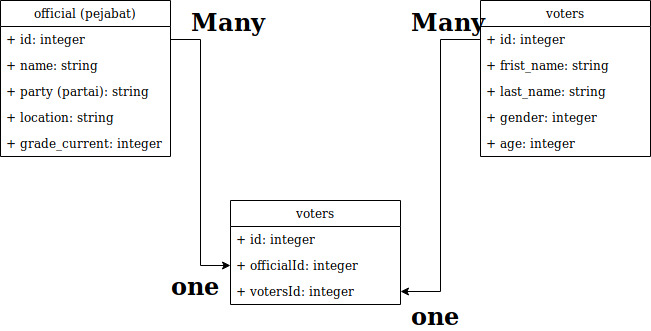 official (pejabat)
+ id: integer
+ name: string
+ party (partai): string
+ location: string
+ grade_current: integer
Many
Many
voters
+ id: integer
+ frist_name: string
+ last_name: string
+ gender: integer
+ age: integer
voters
+ id: integer
+ officialId: integer
+ votersId: integer
one
one